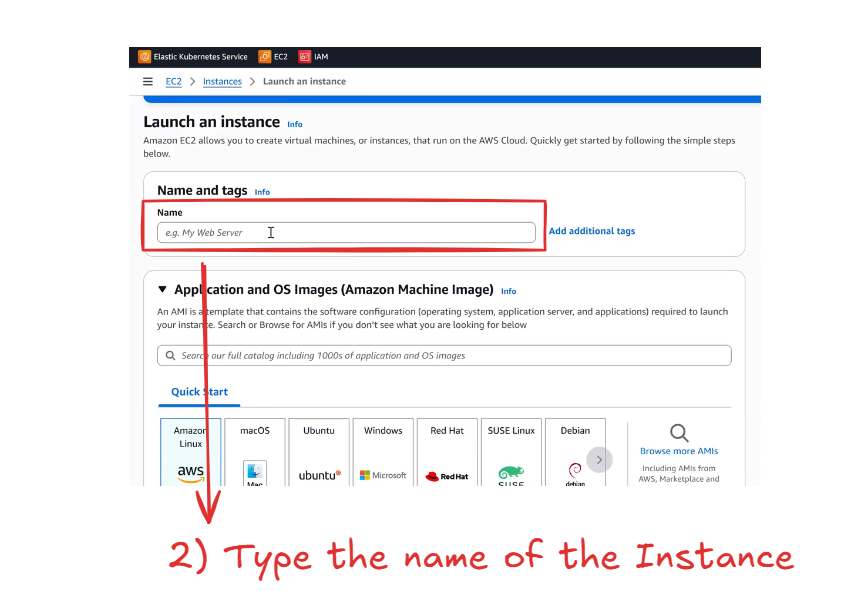 Elastic Kubernetes Service EC2 IAM
EC2 > Instances > Launch an instance
Launch an instance Info
Amazon EC2 allows you to create virtual machines, or instances, that run on the AWS Cloud. Quickly get started by following the simple steps
below.
Name and tags Info
Name
e.g. My Web Server
Add additional tags
Application and OS Images (Amazon Machine Image) Info
An AMI is a template that contains the software configuration (operating system, application server, and applications) required to launch
your instance. Search or Browse for AMIs if you don't see what you are looking for below
Search our full catalog including 1000s of application and OS images
Quick Start
Amazon
Linux
aws
macOS
Mac
Ubuntu
ubuntu
Windows
Microsoft
Red Hat
Red Hat
SUSE Linux
SUSE
Debian
debian
Browse more AMIs
Including AMIs from
AWS, Marketplace and
2) Type the name of the Instance